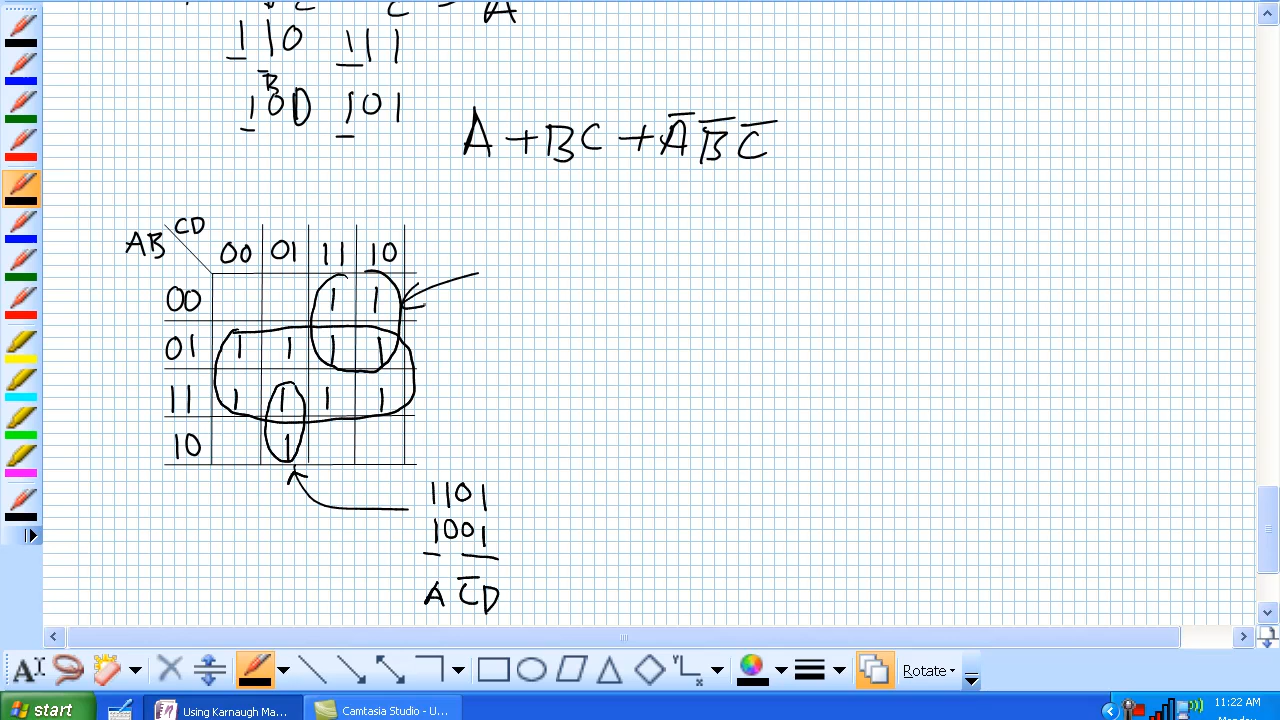 C = A
110 111
B
100 101
A + BC + A̅ B̅ C̅
AB CD
00 01 11 10
00 1 1
01 1 1 1 1
11 1 1 1 1
10 1
1101
1001
A C̅D
A
Rotate
start
Using Karnaugh Ma...
Camtasia Studio - U...
11:22 AM